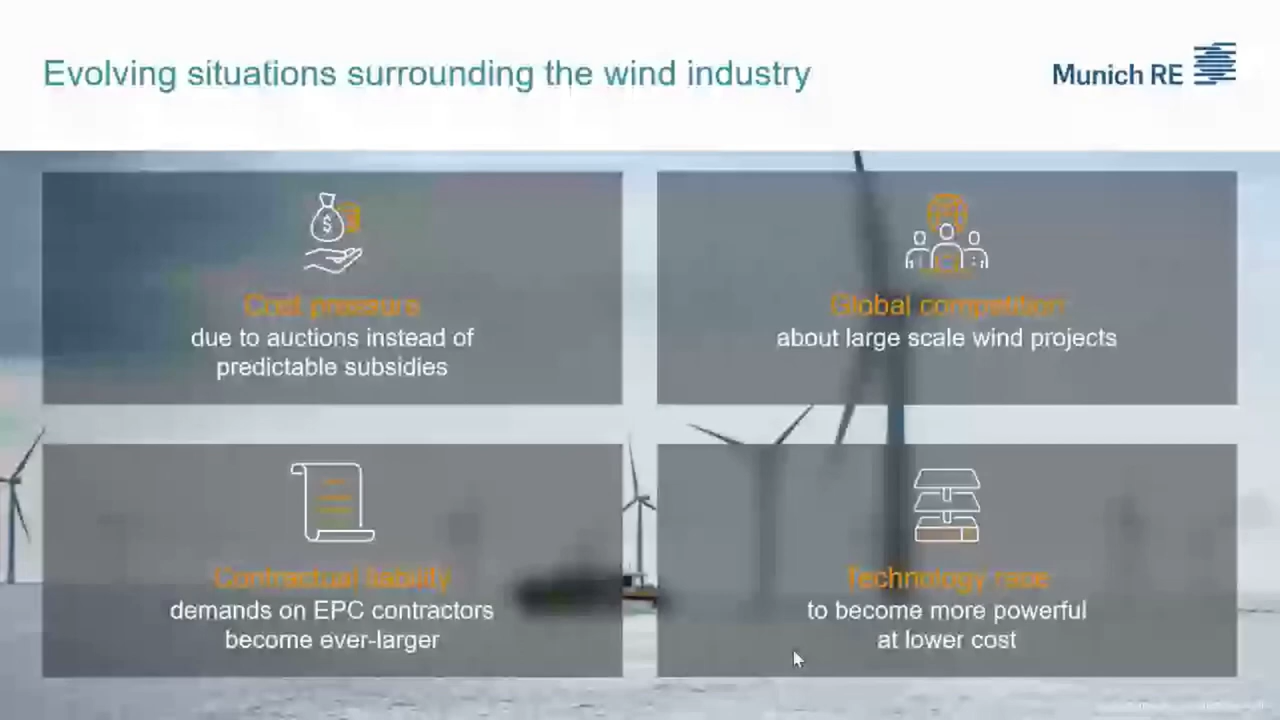 Evolving situations surrounding the wind industry
Munich RE
$
Cost pressure
due to auctions instead of
predictable subsidies
Global competition
about large scale wind projects
Contractual liability
demands on EPC contractors
become ever-larger
Technology race
to become more powerful
at lower cost